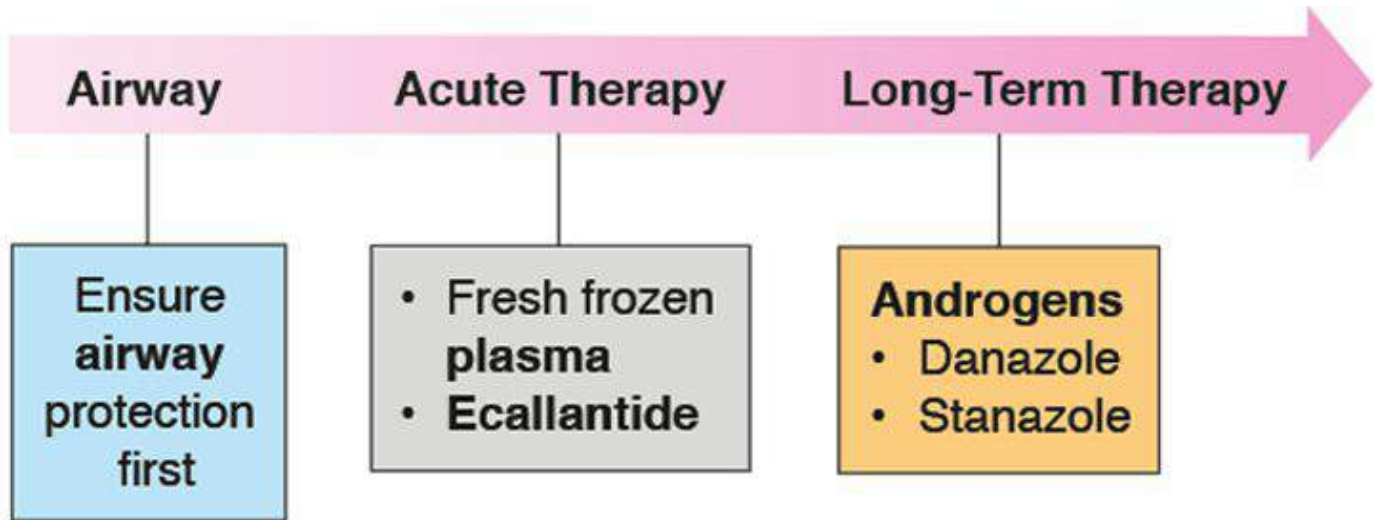 Airway
Acute Therapy
Long-Term Therapy
Ensure
airway
protection
first
• Fresh frozen
plasma
• Ecallantide
Androgens
• Danazole
• Stanazole